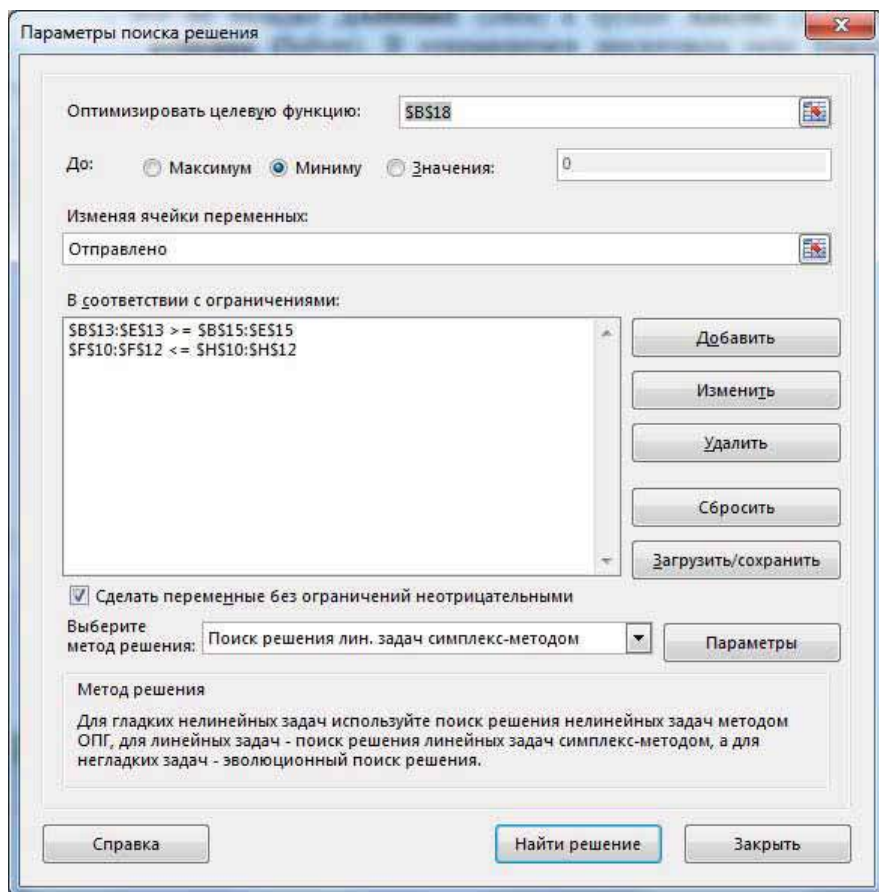 Параметры поиска решения
Оптимизировать целевую функцию: $B$18
До: Максимум Миниму Значения: 0
Изменяя ячейки переменных:
Отправлено
В соответствии с ограничениями:
$B$13:$E$13 >= $B$15:$E$15
$F$10:$F$12 <= $H$10:$H$12
Добавить
Изменить
Удалить
Сбросить
Загрузить/сохранить
Сделать переменные без ограничений неотрицательными
Выберите
метод решения: Поиск решения лин. задач симплекс-методом Параметры
Метод решения
Для гладких нелинейных задач используйте поиск решения нелинейных задач методом
ОПГ, для линейных задач - поиск решения линейных задач симплекс-методом, а для
негладких задач - эволюционный поиск решения.
Справка Найти решение Закрыть